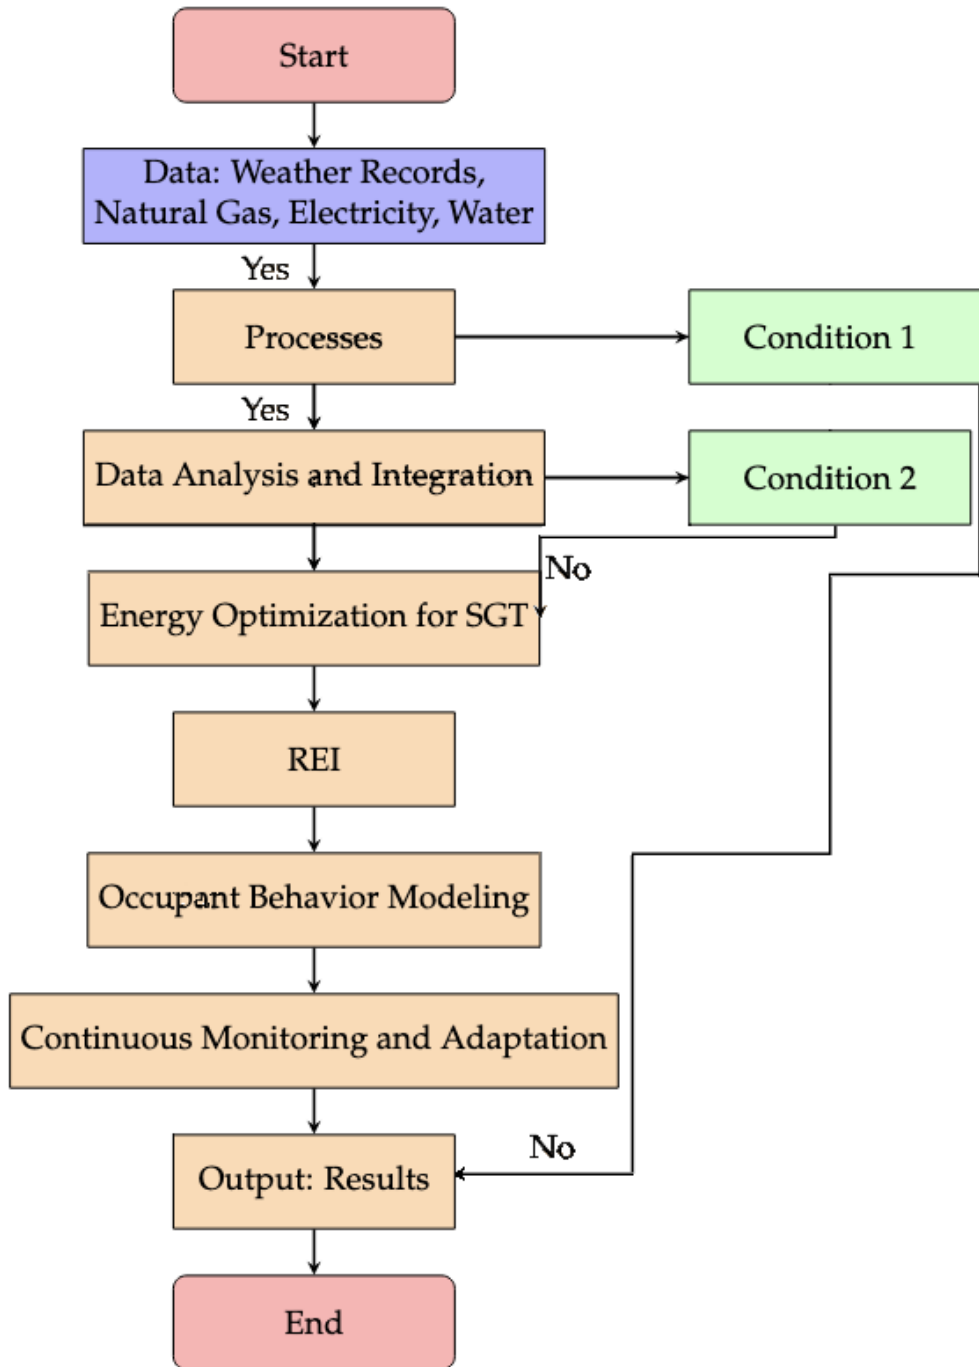 Start
Data: Weather Records,
Natural Gas, Electricity, Water
Yes
Processes
Condition 1
Yes
Data Analysis and Integration
Condition 2
No
Energy Optimization for SGT
REI
Occupant Behavior Modeling
Continuous Monitoring and Adaptation
No
Output: Results
End